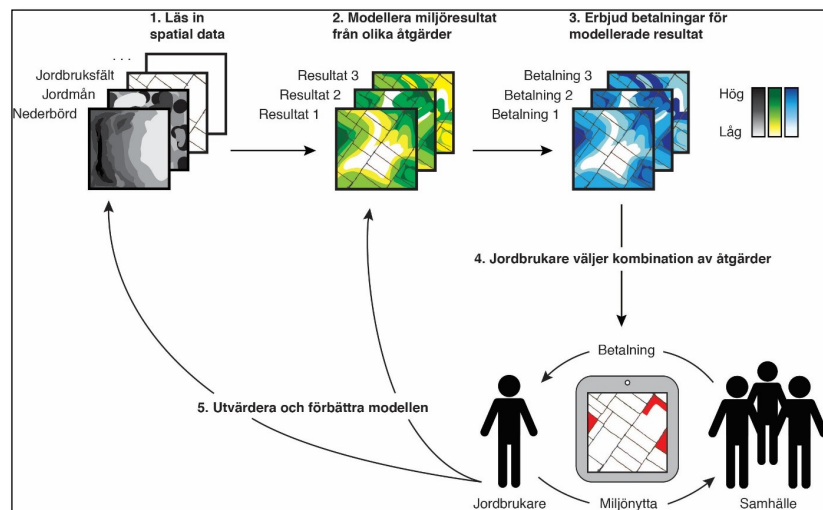 1. Läs in
spatial data
2. Modellera miljöresultat
från olika åtgärder
3. Erbjud betalningar för
modellerade resultat
. . .
Jordbruksfält
Jordmån
Nederbörd
Resultat 3
Resultat 2
Resultat 1
Betalning 3
Betalning 2
Betalning 1
Hög
Låg
4. Jordbrukare väljer kombination av åtgärder
Betalning
5. Utvärdera och förbättra modellen
Jordbrukare
Miljönytta
Samhälle